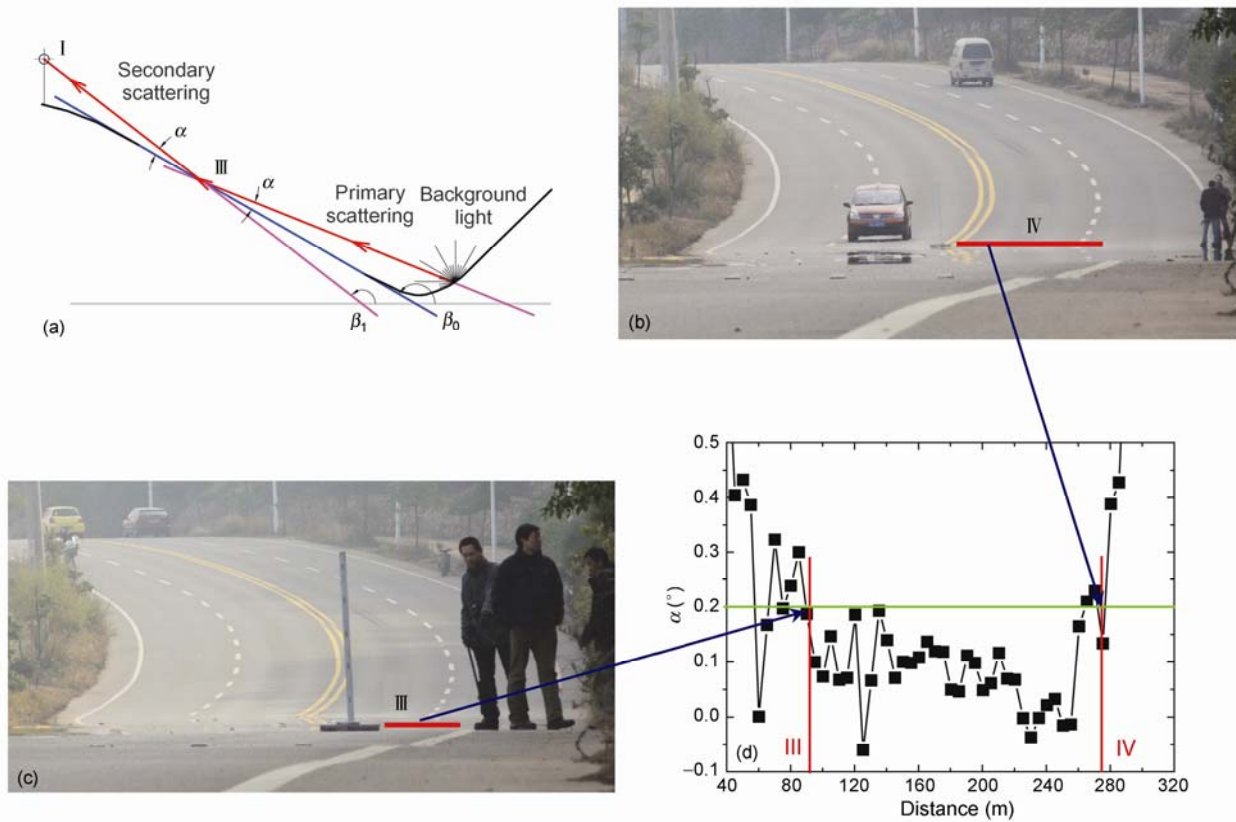 I
Secondary
scattering
α
III
α
Primary
scattering
Background
light
β₁
β₀
(a)
IV
(b)
III
(c)
0.5
0.4
0.3
0.2
0.1
0.0
−0.1
α (°)
(d)
III
IV
40 80 120 160 200 240 280 320
Distance (m)